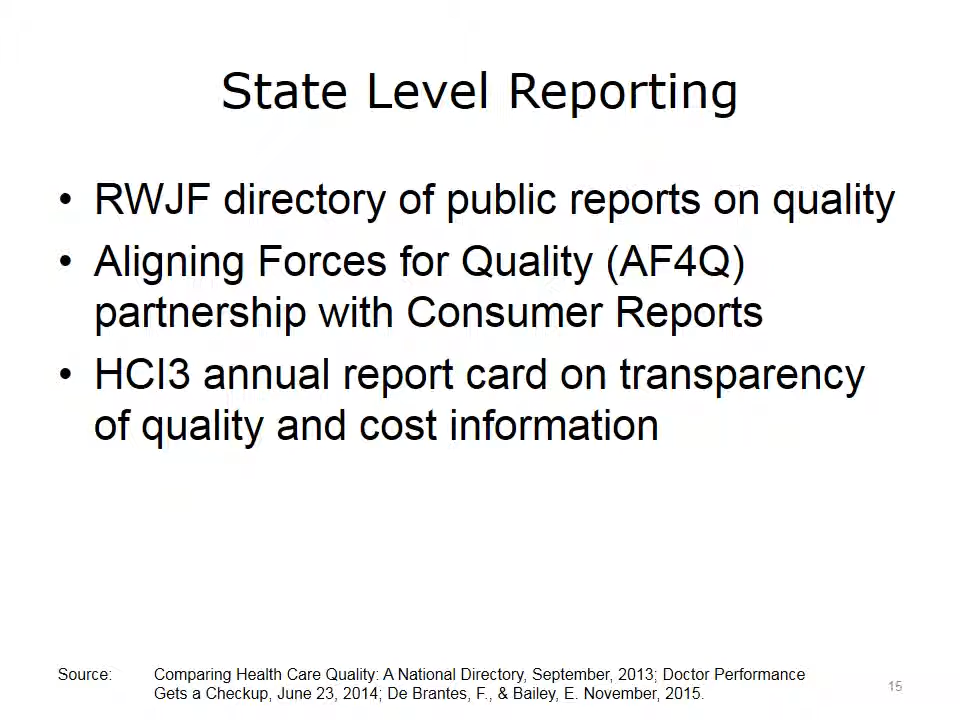 State Level Reporting
• RWJF directory of public reports on quality
• Aligning Forces for Quality (AF4Q)
partnership with Consumer Reports
• HCI3 annual report card on transparency
of quality and cost information
Source: Comparing Health Care Quality: A National Directory, September, 2013; Doctor Performance
Gets a Checkup, June 23, 2014; De Brantes, F., & Bailey, E. November, 2015.
15